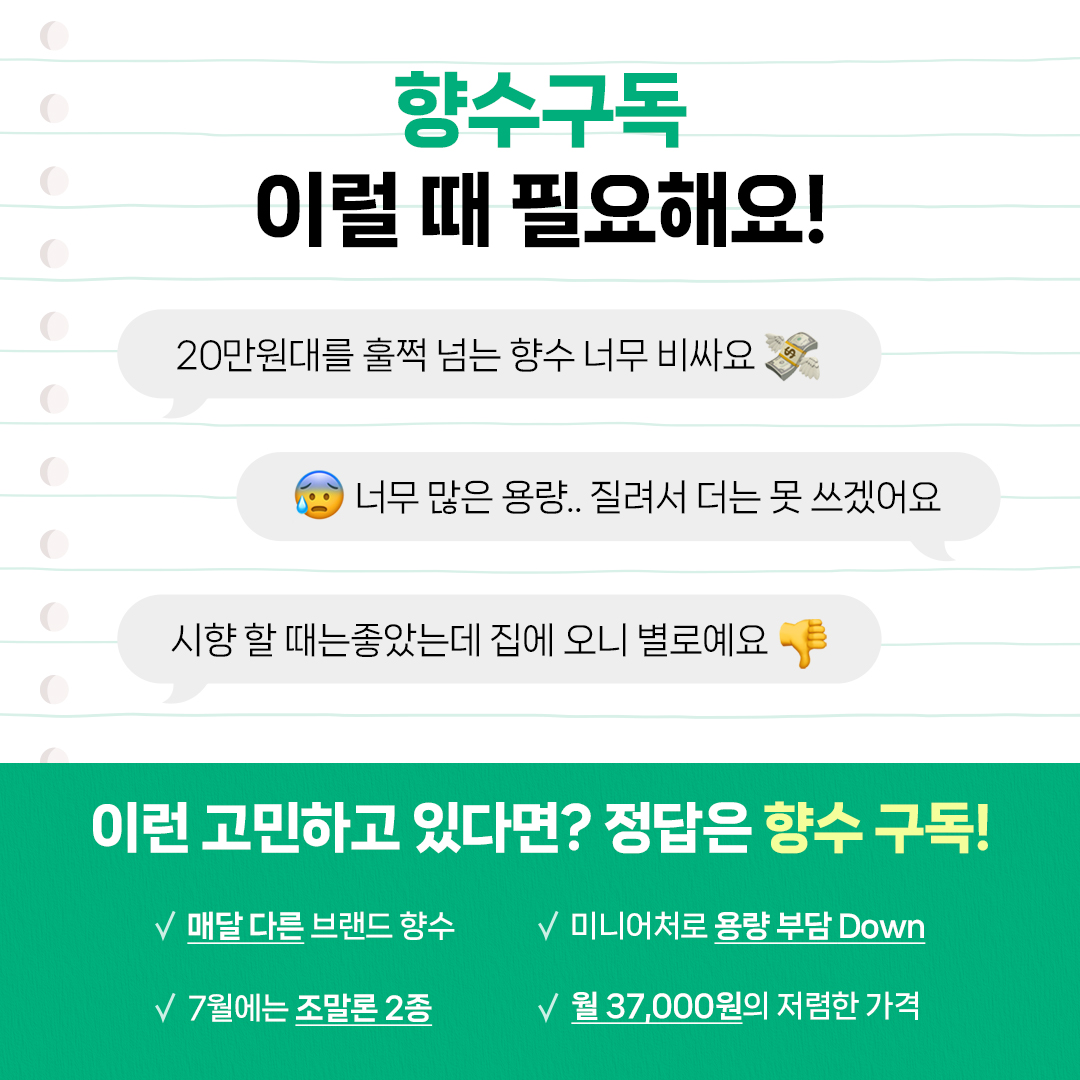 향수구독
이럴 때 필요해요!
20만원대를 훌쩍 넘는 향수 너무 비싸요 💸
😰 너무 많은 용량.. 질려서 더는 못 쓰겠어요
시향 할 때는좋았는데 집에 오니 별로예요 👎
이런 고민하고 있다면? 정답은 향수 구독!
√ 매달 다른 브랜드 향수
√ 미니어처로 용량 부담 Down
√ 7월에는 조말론 2종
√ 월 37,000원의 저렴한 가격